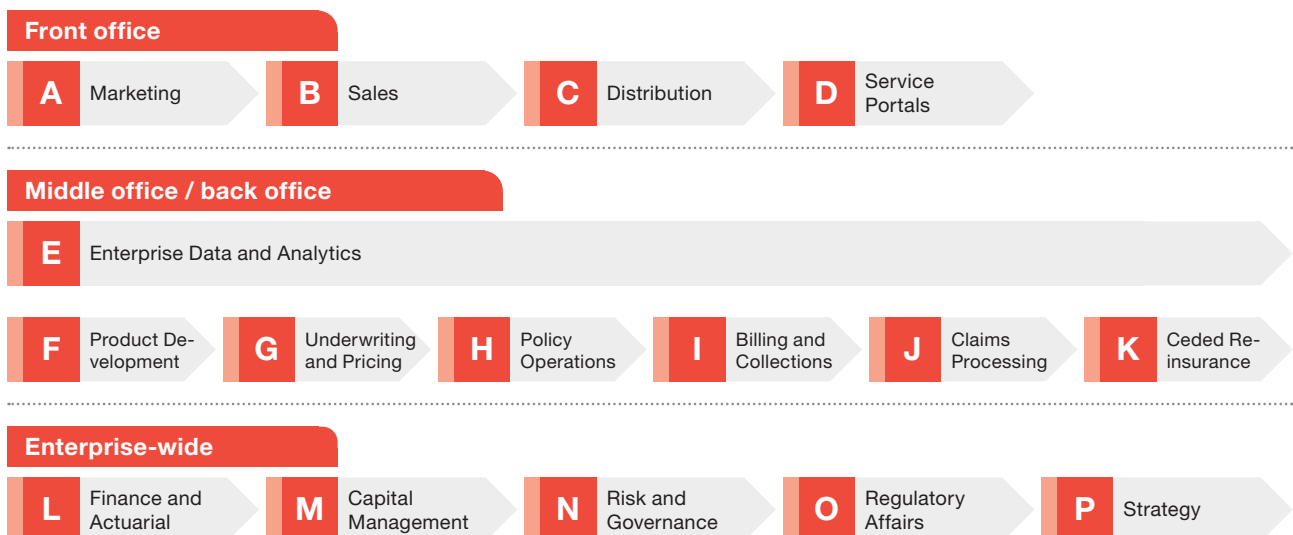 Front office
A Marketing
B Sales
C Distribution
D Service
Portals
Middle office / back office
E Enterprise Data and Analytics
F Product De-
velopment
G Underwriting
and Pricing
H Policy
Operations
I Billing and
Collections
J Claims
Processing
K Ceded Re-
insurance
Enterprise-wide
L Finance and
Actuarial
M Capital
Management
N Risk and
Governance
O Regulatory
Affairs
P Strategy